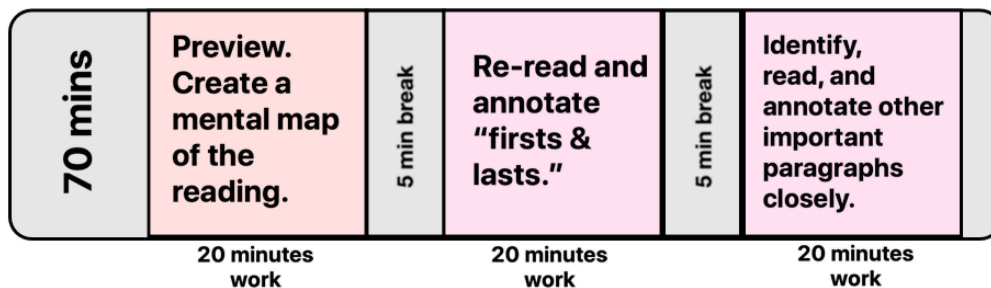 70 mins
Preview.
Create a
mental map
of the
reading.
5 min break
Re-read and
annotate
“firsts &
lasts.”
5 min break
Identify,
read, and
annotate other
important
paragraphs
closely.
20 minutes
work
20 minutes
work
20 minutes
work